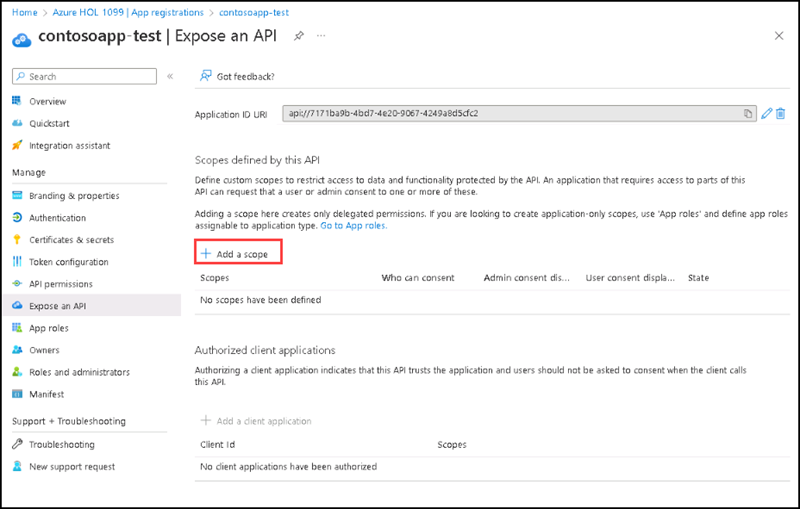 Home > Azure HOL 1099 | App registrations > contosoapp-test
contosoapp-test | Expose an API
Search
Got feedback?
Overview
Quickstart
Integration assistant
Application ID URI api://7171ba9b-4bd7-4e20-9067-4249a8d5cfc2
Manage
Branding & properties
Authentication
Certificates & secrets
Token configuration
API permissions
Expose an API
App roles
Owners
Roles and administrators
Manifest
Support + Troubleshooting
Troubleshooting
New support request
Scopes defined by this API
Define custom scopes to restrict access to data and functionality protected by the API. An application that requires access to parts of this
API can request that a user or admin consent to one or more of these.
Adding a scope here creates only delegated permissions. If you are looking to create application-only scopes, use 'App roles' and define app roles
assignable to application type. Go to App roles.
Add a scope
Scopes Who can consent Admin consent dis... User consent displa... State
No scopes have been defined
Authorized client applications
Authorizing a client application indicates that this API trusts the application and users should not be asked to consent when the client calls
this API.
Add a client application
Client Id Scopes
No client applications have been authorized